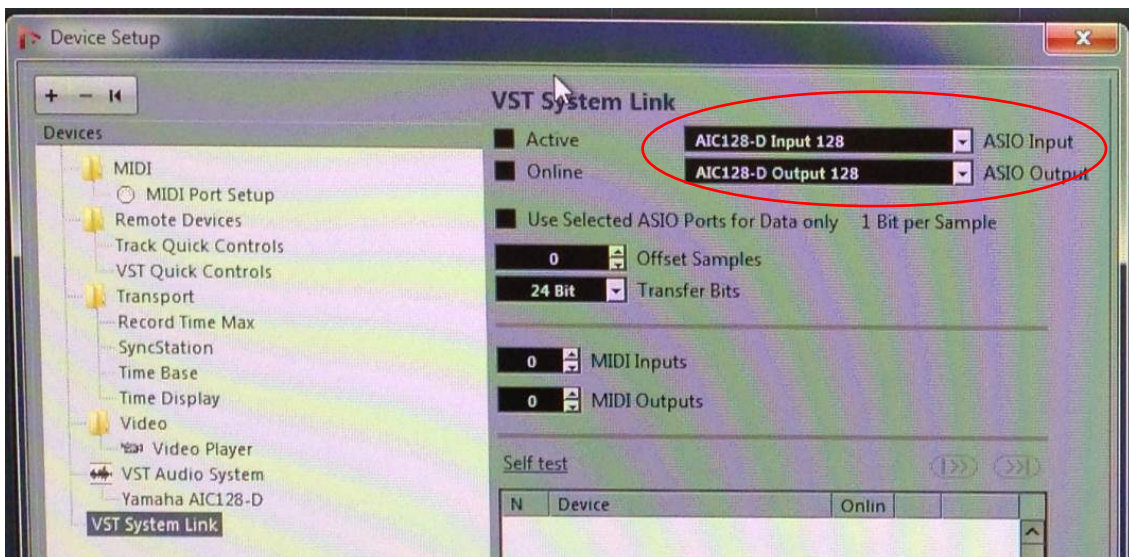 Device Setup
Devices
MIDI
MIDI Port Setup
Remote Devices
Track Quick Controls
VST Quick Controls
Transport
Record Time Max
SyncStation
Time Base
Time Display
Video
Video Player
VST Audio System
Yamaha AIC128-D
VST System Link
VST System Link
Active AIC128-D Input 128 ASIO Input
Online AIC128-D Output 128 ASIO Output
Use Selected ASIO Ports for Data only 1 Bit per Sample
0 Offset Samples
24 Bit Transfer Bits
0 MIDI Inputs
0 MIDI Outputs
Self test
N Device Onlin